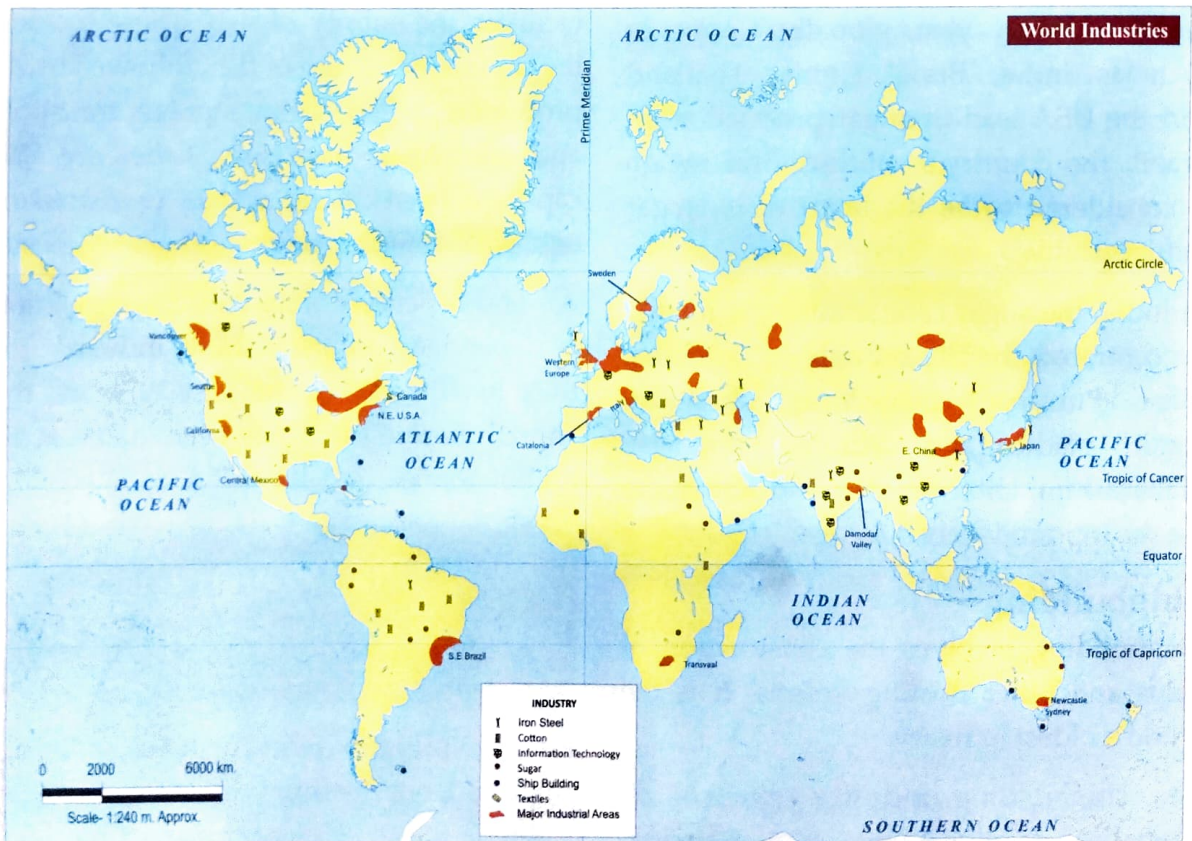 World Industries
ARCTIC OCEAN
ARCTIC OCEAN
Prime Meridian
Arctic Circle
Sweden
Vancouver
Western
Europe
Seattle
S. Canada
N.E. U.S.A.
Italy
California
ATLANTIC
OCEAN
Catalonia
E. China
Japan
PACIFIC
OCEAN
Central Mexico
PACIFIC
OCEAN
Tropic of Cancer
Damodar
Valley
Equator
INDIAN
OCEAN
S.E Brazil
Transvaal
Tropic of Capricorn
Newcastle
Sydney
INDUSTRY
Iron Steel
Cotton
Information Technology
Sugar
Ship Building
Textiles
Major Industrial Areas
0 2000 6000 km.
Scale- 1:240 m. Approx.
SOUTHERN OCEAN